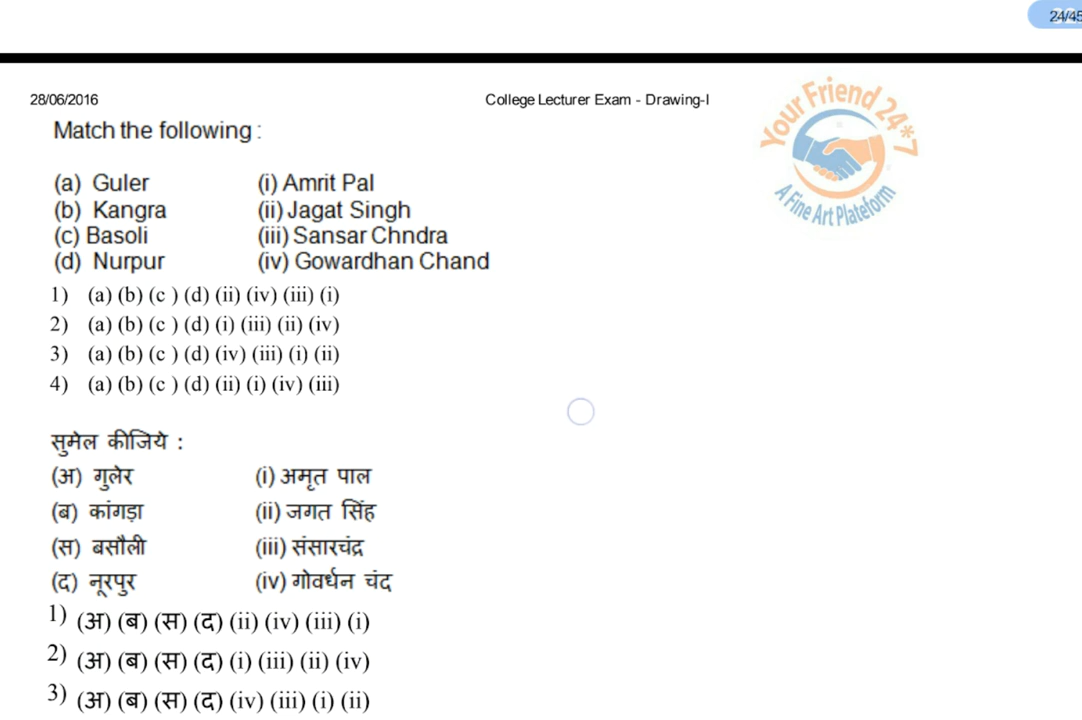 24/45
28/06/2016 College Lecturer Exam - Drawing-I
Your Friend 24*7
A Fine Art Plateform
Match the following :
(a) Guler (i) Amrit Pal
(b) Kangra (ii) Jagat Singh
(c) Basoli (iii) Sansar Chndra
(d) Nurpur (iv) Gowardhan Chand
1) (a) (b) (c ) (d) (ii) (iv) (iii) (i)
2) (a) (b) (c ) (d) (i) (iii) (ii) (iv)
3) (a) (b) (c ) (d) (iv) (iii) (i) (ii)
4) (a) (b) (c ) (d) (ii) (i) (iv) (iii)
सुमेल कीजिये :
(अ) गुलेर (i) अमृत पाल
(ब) कांगड़ा (ii) जगत सिंह
(स) बसौली (iii) संसारचंद्र
(द) नूरपुर (iv) गोवर्धन चंद
1) (अ) (ब) (स) (द) (ii) (iv) (iii) (i)
2) (अ) (ब) (स) (द) (i) (iii) (ii) (iv)
3) (अ) (ब) (स) (द) (iv) (iii) (i) (ii)